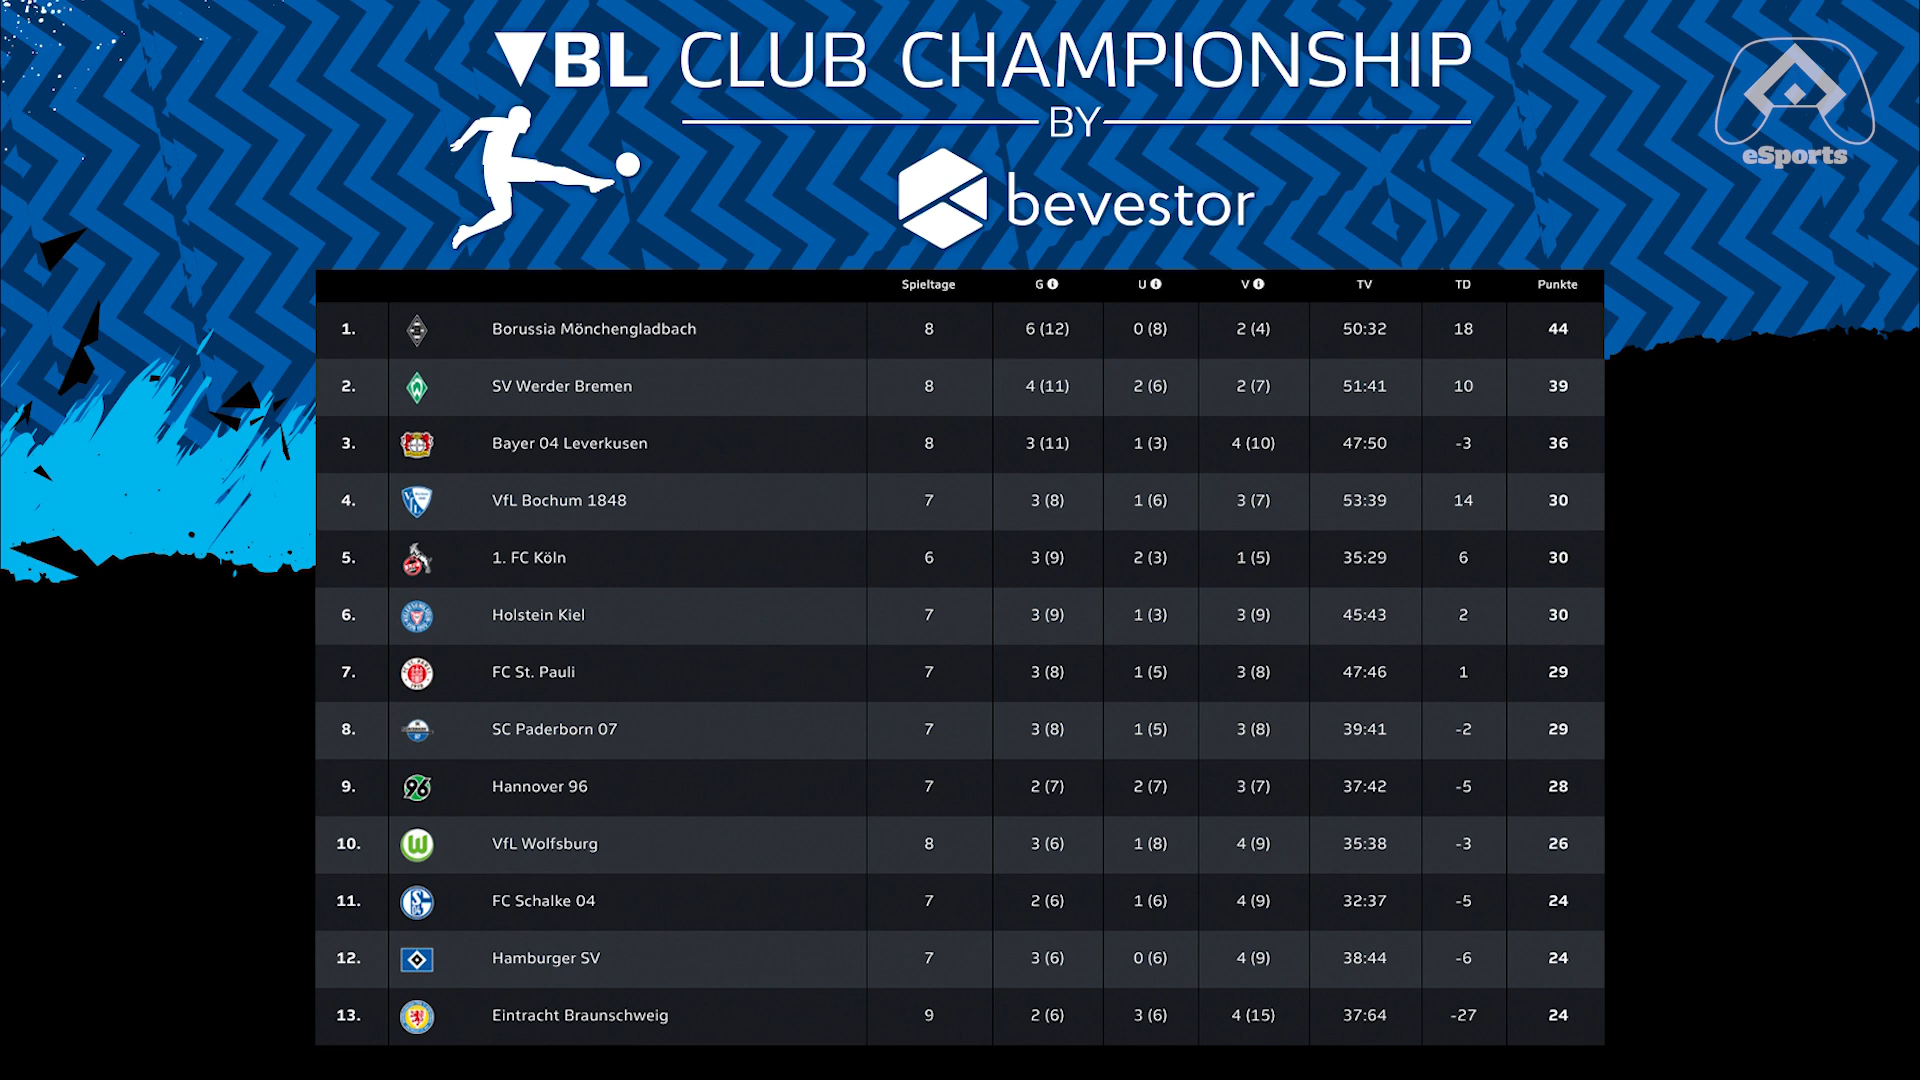 VBL CLUB CHAMPIONSHIP
BY
bevestor
eSports
Spieltage G U V TV TD Punkte
1. Borussia Mönchengladbach 8 6 (12) 0 (8) 2 (4) 50:32 18 44
2. SV Werder Bremen 8 4 (11) 2 (6) 2 (7) 51:41 10 39
3. Bayer 04 Leverkusen 8 3 (11) 1 (3) 4 (10) 47:50 -3 36
4. VfL Bochum 1848 7 3 (8) 1 (6) 3 (7) 53:39 14 30
5. 1. FC Köln 6 3 (9) 2 (3) 1 (5) 35:29 6 30
6. Holstein Kiel 7 3 (9) 1 (3) 3 (9) 45:43 2 30
7. FC St. Pauli 7 3 (8) 1 (5) 3 (8) 47:46 1 29
8. SC Paderborn 07 7 3 (8) 1 (5) 3 (8) 39:41 -2 29
9. 96 Hannover 96 7 2 (7) 2 (7) 3 (7) 37:42 -5 28
10. W VfL Wolfsburg 8 3 (6) 1 (8) 4 (9) 35:38 -3 26
11. FC Schalke 04 7 2 (6) 1 (6) 4 (9) 32:37 -5 24
12. Hamburger SV 7 3 (6) 0 (6) 4 (9) 38:44 -6 24
13. Eintracht Braunschweig 9 2 (6) 3 (6) 4 (15) 37:64 -27 24